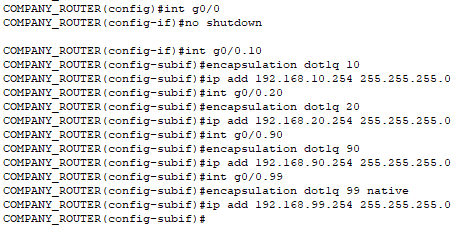 COMPANY_ROUTER(config)#int g0/0
COMPANY_ROUTER(config-if)#no shutdown
COMPANY_ROUTER(config-if)#int g0/0.10
COMPANY_ROUTER(config-subif)#encapsulation dot1q 10
COMPANY_ROUTER(config-subif)#ip add 192.168.10.254 255.255.255.0
COMPANY_ROUTER(config-subif)#int g0/0.20
COMPANY_ROUTER(config-subif)#encapsulation dot1q 20
COMPANY_ROUTER(config-subif)#ip add 192.168.20.254 255.255.255.0
COMPANY_ROUTER(config-subif)#int g0/0.90
COMPANY_ROUTER(config-subif)#encapsulation dot1q 90
COMPANY_ROUTER(config-subif)#ip add 192.168.90.254 255.255.255.0
COMPANY_ROUTER(config-subif)#int g0/0.99
COMPANY_ROUTER(config-subif)#encapsulation dot1q 99 native
COMPANY_ROUTER(config-subif)#ip add 192.168.99.254 255.255.255.0
COMPANY_ROUTER(config-subif)#